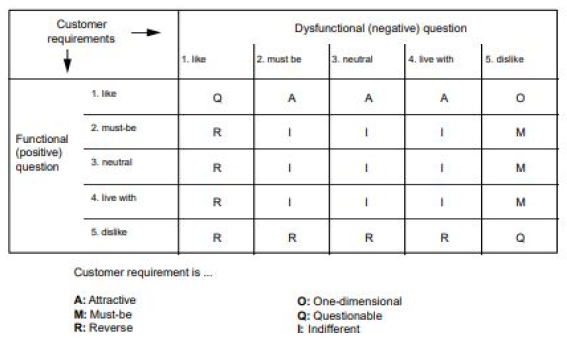 Customer
requirements
Dysfunctional (negative) question
1. like 2. must be 3. neutral 4. live with 5. dislike
Functional
(positive)
question
1. like Q A A A O
2. must-be R I I I M
3. neutral R I I I M
4. live with R I I I M
5. dislike R R R R Q
Customer requirement is ...
A: Attractive O: One-dimensional
M: Must-be Q: Questionable
R: Reverse I: Indifferent